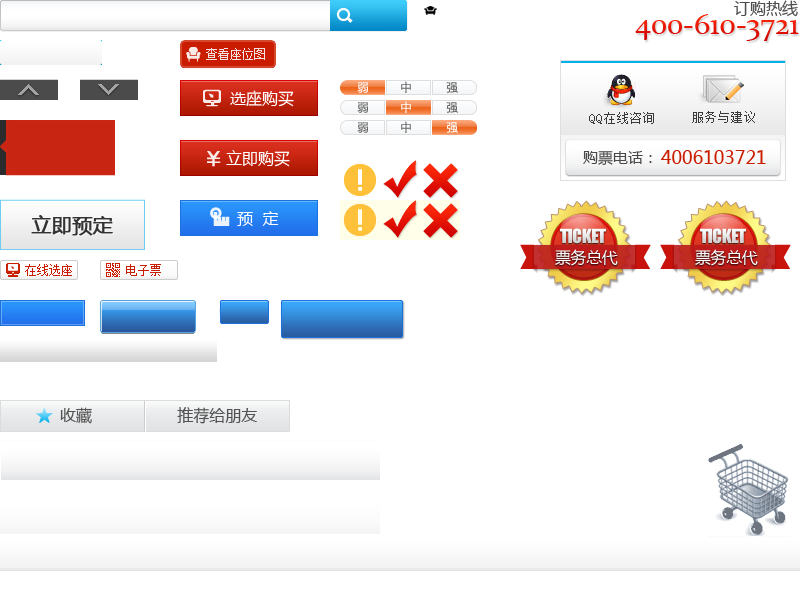 订购热线
400-610-3721
查看座位图
选座购买
弱 中 强
弱 中 强
弱 中 强
QQ在线咨询
服务与建议
购票电话：4006103721
¥ 立即购买
立即预定
预 定
TICKET
票务总代
TICKET
票务总代
在线选座
电子票
收藏
推荐给朋友